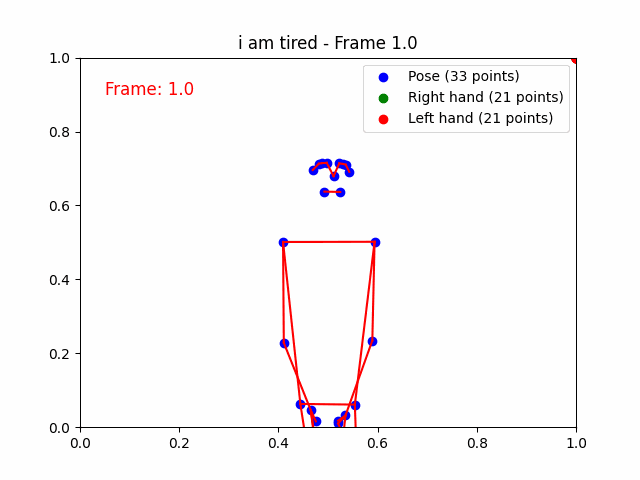 i am tired - Frame 1.0
Frame: 1.0
Pose (33 points)
Right hand (21 points)
Left hand (21 points)
1.0
0.8
0.6
0.4
0.2
0.0
0.0 0.2 0.4 0.6 0.8 1.0